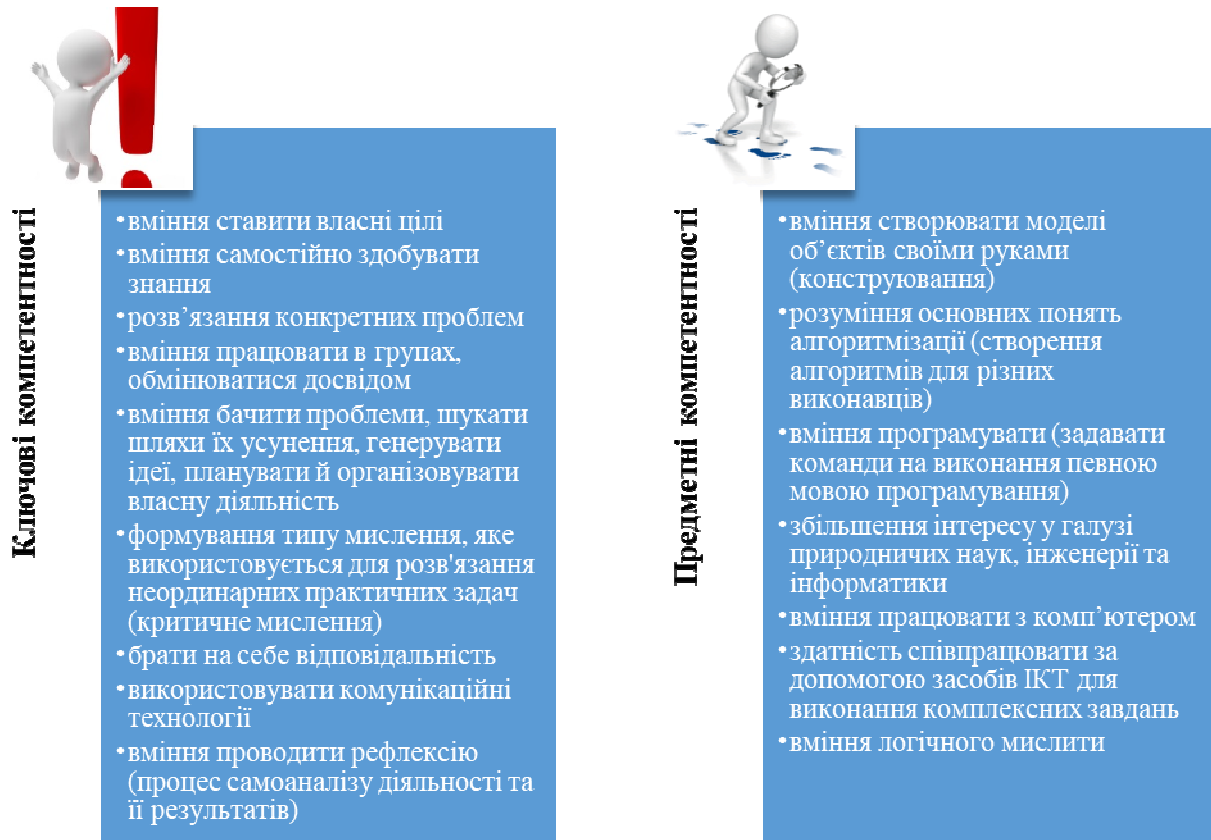 Ключові компетентності
•вміння ставити власні цілі
•вміння самостійно здобувати
знання
•розв’язання конкретних проблем
•вміння працювати в групах,
обмінюватися досвідом
•вміння бачити проблеми, шукати
шляхи їх усунення, генерувати
ідеї, планувати й організовувати
власну діяльність
•формування типу мислення, яке
використовується для розв'язання
неординарних практичних задач
(критичне мислення)
•брати на себе відповідальність
•використовувати комунікаційні
технології
•вміння проводити рефлексію
(процес самоаналізу діяльності та
її результатів)
Предметні компетентності
•вміння створювати моделі
об’єктів своїми руками
(конструювання)
•розуміння основних понять
алгоритмізації (створення
алгоритмів для різних
виконавців)
•вміння програмувати (задавати
команди на виконання певною
мовою програмування)
•збільшення інтересу у галузі
природничих наук, інженерії та
інформатики
•вміння працювати з комп’ютером
•здатність співпрацювати за
допомогою засобів ІКТ для
виконання комплексних завдань
•вміння логічного мислити